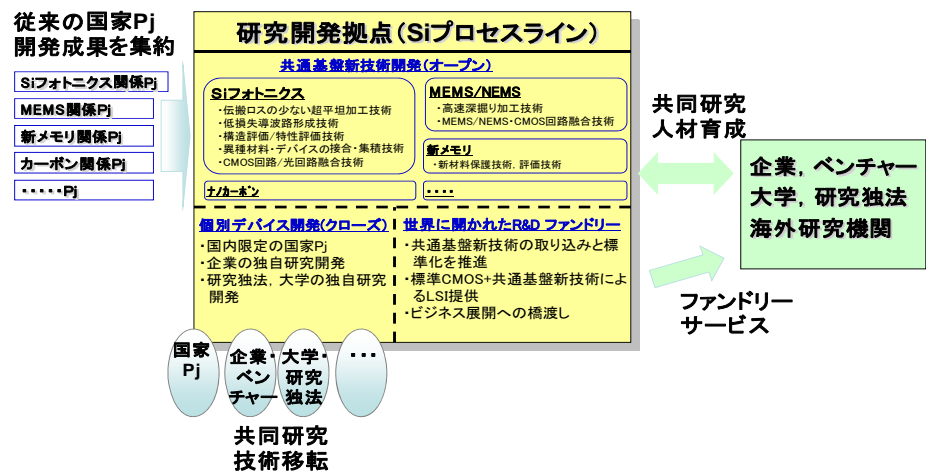 従来の国家Pj
開発成果を集約
Siフォトニクス関係Pj
MEMS関係Pj
新メモリ関係Pj
カーボン関係Pj
・・・・・Pj
研究開発拠点(Siプロセスライン)
共通基盤新技術開発(オープン)
Siフォトニクス
・伝搬ロスの少ない超平坦加工技術
・低損失導波路形成技術
・構造評価/特性評価技術
・異種材料・デバイスの接合・集積技術
・CMOS回路/光回路融合技術
MEMS/NEMS
・高速深掘り加工技術
・MEMS/NEMS・CMOS回路融合技術
新メモリ
・新材料保護技術, 評価技術
ナノカーボン
・・・・
個別デバイス開発(クローズ)
・国内限定の国家Pj
・企業の独自研究開発
・研究独法, 大学の独自研究
開発
世界に開かれたR&D ファンドリー
・共通基盤新技術の取り込みと標
準化を推進
・標準CMOS+共通基盤新技術によ
るLSI提供
・ビジネス展開への橋渡し
国家
Pj
企業・
ベン
チャー
大学・
研究
独法
・・・
共同研究
技術移転
共同研究
人材育成
企業, ベンチャー
大学, 研究独法
海外研究機関
ファンドリー
サービス